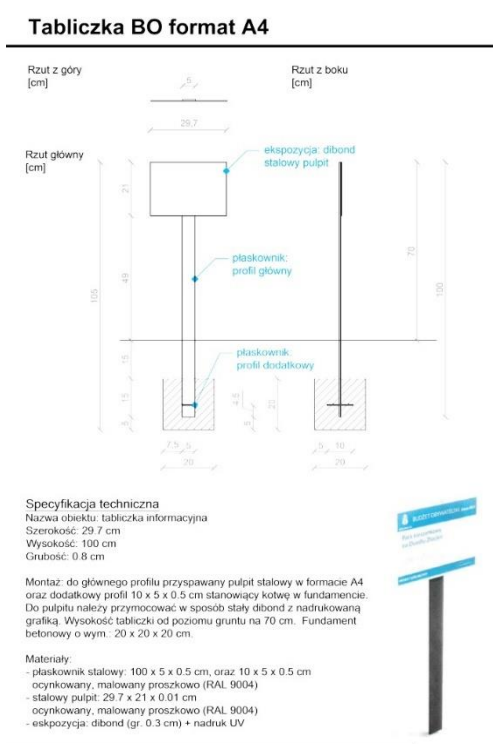 Tabliczka BO format A4
Rzut z góry
[cm]
Rzut z boku
[cm]
5
29,7
Rzut główny
[cm]
ekspozycja: dibond
stalowy pulpit
21
płaskownik:
profil główny
49
105
70
100
płaskownik:
profil dodatkowy
15
15
5
4,5
20
7,5 5
20
5 10
20
Specyfikacja techniczna
Nazwa obiektu: tabliczka informacyjna
Szerokość: 29.7 cm
Wysokość: 100 cm
Grubość: 0.8 cm
BUDŻET OBYWATELSKI
Montaż: do głównego profilu przyspawany pulpit stalowy w formacie A4
oraz dodatkowy profil 10 x 5 x 0.5 cm stanowiący kotwę w fundamencie.
Do pulpitu należy przymocować w sposób stały dibond z nadrukowaną
grafiką. Wysokość tabliczki od poziomu gruntu na 70 cm. Fundament
betonowy o wym.: 20 x 20 x 20 cm.
Materiały:
- płaskownik stalowy: 100 x 5 x 0.5 cm, oraz 10 x 5 x 0.5 cm
ocynkowany, malowany proszkowo (RAL 9004)
- stalowy pulpit: 29.7 x 21 x 0.01 cm
ocynkowany, malowany proszkowo (RAL 9004)
- eskpozycja: dibond (gr. 0.3 cm) + nadruk UV